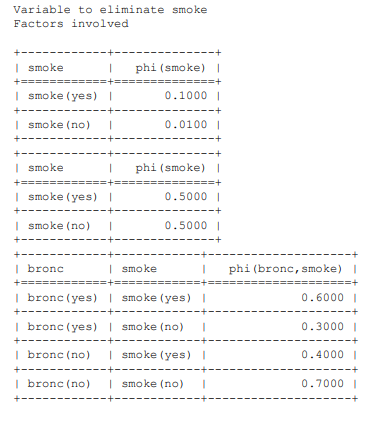 Variable to eliminate smoke
Factors involved
+------------+---------------+
| smoke      |   phi(smoke) |
+============+===============+
| smoke(yes) |       0.1000 |
+------------+---------------+
| smoke(no)  |       0.0100 |
+------------+---------------+
+------------+---------------+
| smoke      |   phi(smoke) |
+============+===============+
| smoke(yes) |       0.5000 |
+------------+---------------+
| smoke(no)  |       0.5000 |
+------------+---------------+
+------------+------------+--------------------+
| bronc      | smoke      |   phi(bronc,smoke) |
+============+============+====================+
| bronc(yes) | smoke(yes) |             0.6000 |
+------------+------------+--------------------+
| bronc(yes) | smoke(no)  |             0.3000 |
+------------+------------+--------------------+
| bronc(no)  | smoke(yes) |             0.4000 |
+------------+------------+--------------------+
| bronc(no)  | smoke(no)  |             0.7000 |
+------------+------------+--------------------+